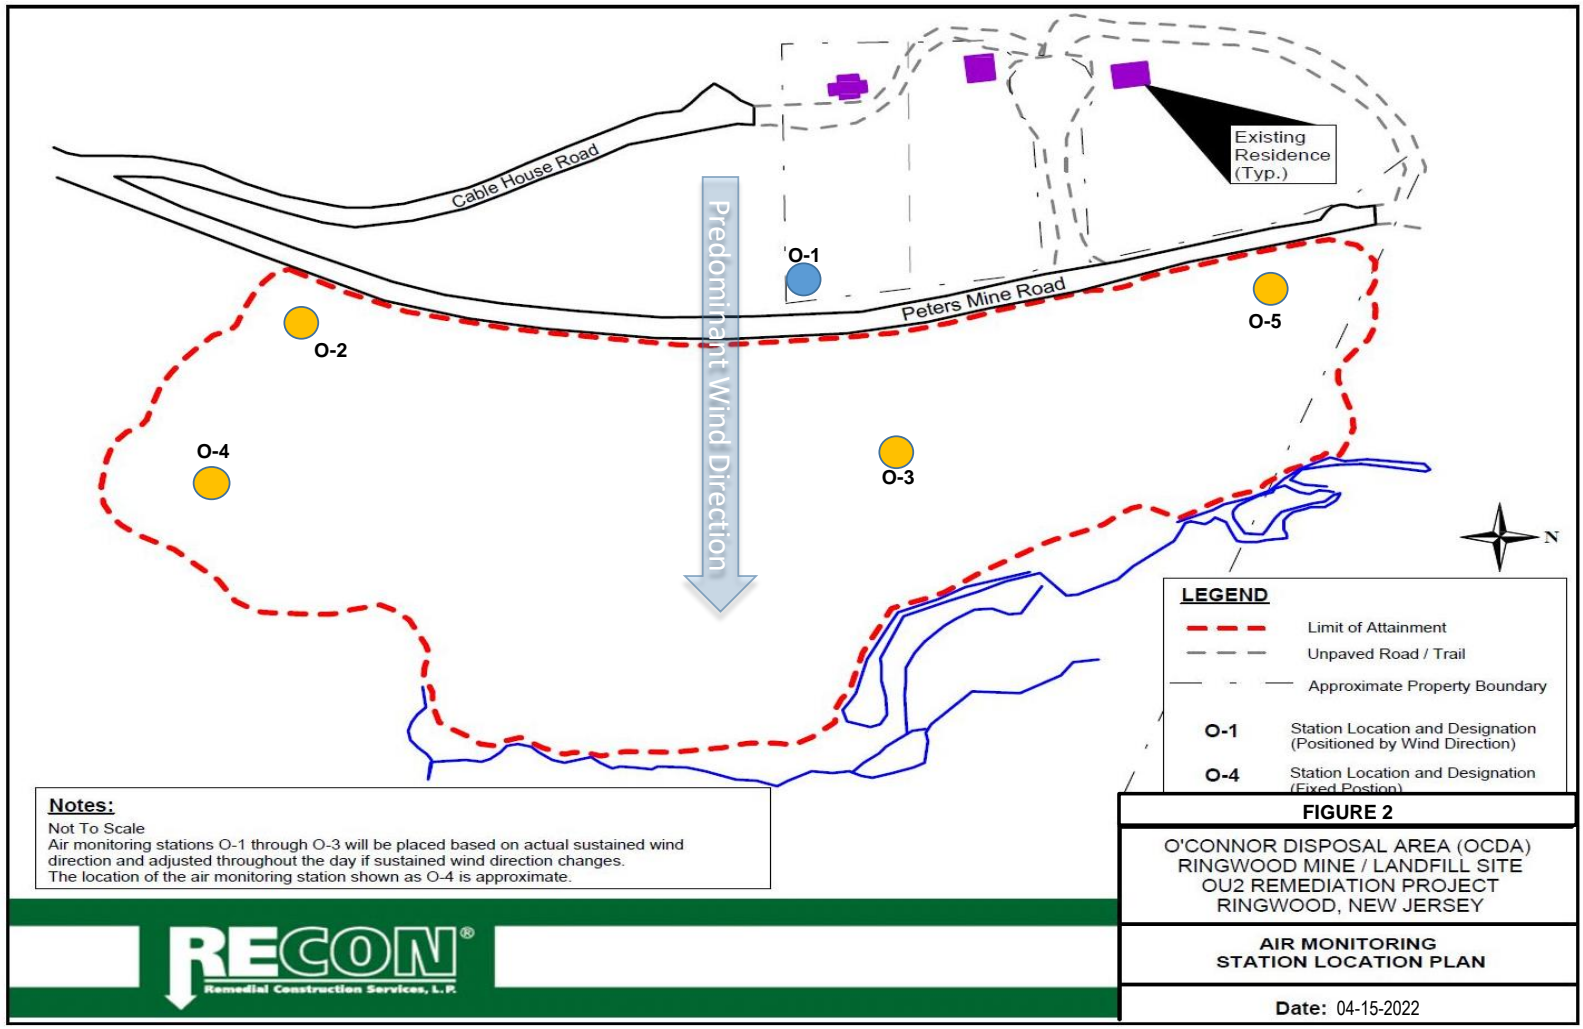 Cable House Road
Existing
Residence
(Typ.)
Predominant Wind Direction
O-1
Peters Mine Road
O-2
O-5
O-4
O-3
N
LEGEND
Limit of Attainment
Unpaved Road / Trail
Approximate Property Boundary
O-1 Station Location and Designation
(Positioned by Wind Direction)
O-4 Station Location and Designation
(Fixed Postion)
Notes:
Not To Scale
Air monitoring stations O-1 through O-3 will be placed based on actual sustained wind
direction and adjusted throughout the day if sustained wind direction changes.
The location of the air monitoring station shown as O-4 is approximate.
FIGURE 2
O'CONNOR DISPOSAL AREA (OCDA)
RINGWOOD MINE / LANDFILL SITE
OU2 REMEDIATION PROJECT
RINGWOOD, NEW JERSEY
AIR MONITORING
STATION LOCATION PLAN
Date: 04-15-2022
RECON®
Remedial Construction Services, L.P.